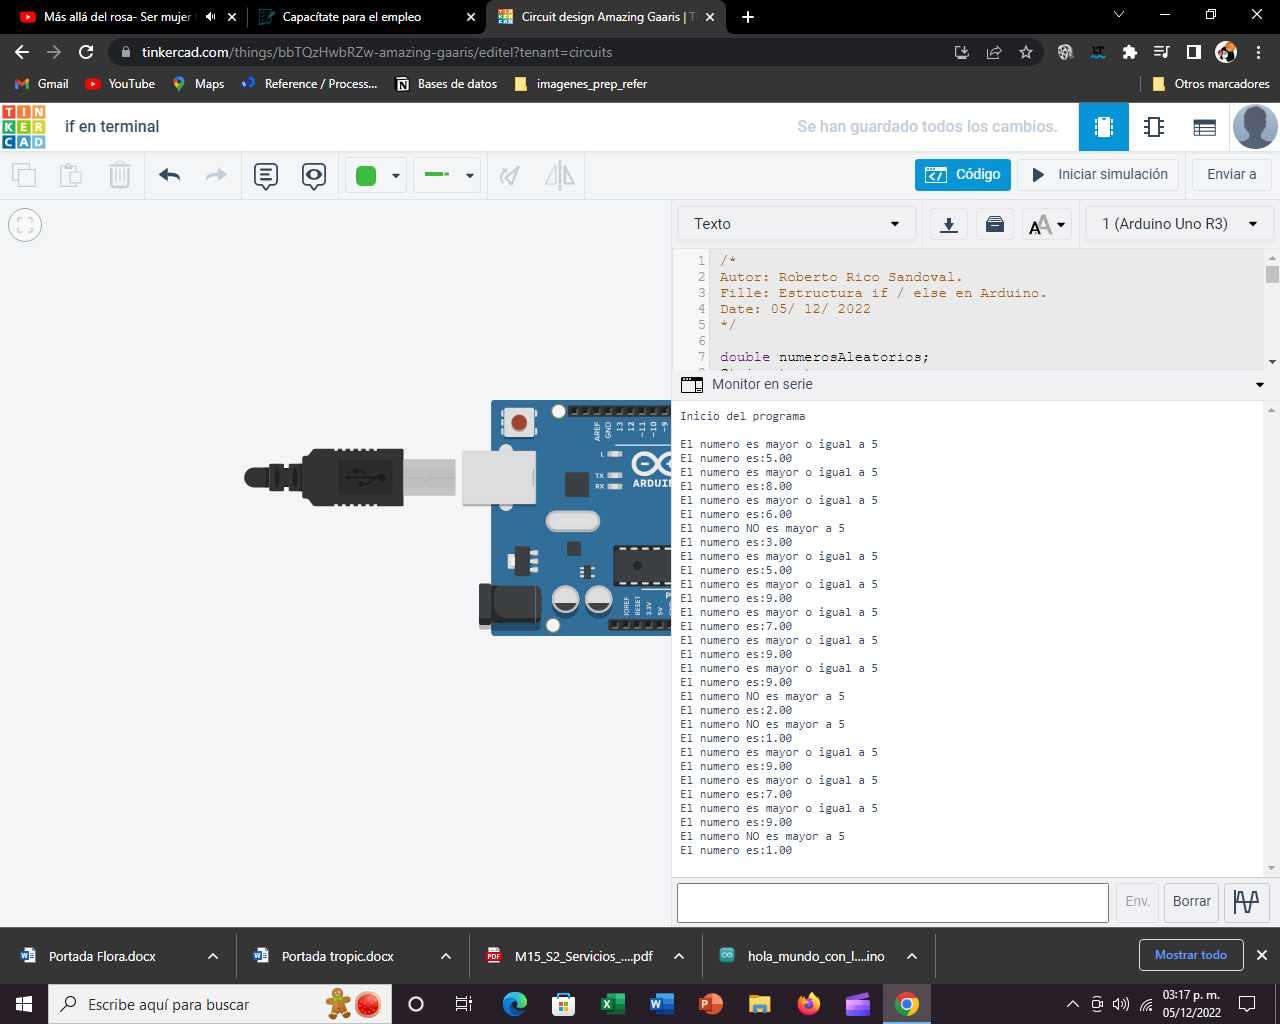 Más allá del rosa- Ser mujer
Capacítate para el empleo
Circuit design Amazing Gaaris | T
tinkercad.com/things/bbTQzHwbRZw-amazing-gaaris/editel?tenant=circuits
Gmail
YouTube
Maps
Reference / Process...
Bases de datos
imagenes_prep_refer
Otros marcadores
TINKERCAD
if en terminal
Se han guardado todos los cambios.
Código
Iniciar simulación
Enviar a
Texto
1 (Arduino Uno R3)
1 /*
2 Autor: Roberto Rico Sandoval.
3 Fille: Estructura if / else en Arduino.
4 Date: 05/ 12/ 2022
5 */
6
7 double numerosAleatorios;
Monitor en serie
Inicio del programa
El numero es mayor o igual a 5
El numero es:5.00
El numero es mayor o igual a 5
El numero es:8.00
El numero es mayor o igual a 5
El numero es:6.00
El numero NO es mayor a 5
El numero es:3.00
El numero es mayor o igual a 5
El numero es:5.00
El numero es mayor o igual a 5
El numero es:9.00
El numero es mayor o igual a 5
El numero es:7.00
El numero es mayor o igual a 5
El numero es:9.00
El numero es mayor o igual a 5
El numero es:9.00
El numero NO es mayor a 5
El numero es:2.00
El numero NO es mayor a 5
El numero es:1.00
El numero es mayor o igual a 5
El numero es:9.00
El numero es mayor o igual a 5
El numero es:7.00
El numero es mayor o igual a 5
El numero es:9.00
El numero NO es mayor a 5
El numero es:1.00
AREF
GND
13
12
~11
~10
~9
L
TX
RX
ARDUI
IOREF
RESET
3.3V
5V
Env.
Borrar
Portada Flora.docx
Portada tropic.docx
M15_S2_Servicios_....pdf
hola_mundo_con_l....ino
Mostrar todo
Escribe aquí para buscar
03:17 p. m.
05/12/2022